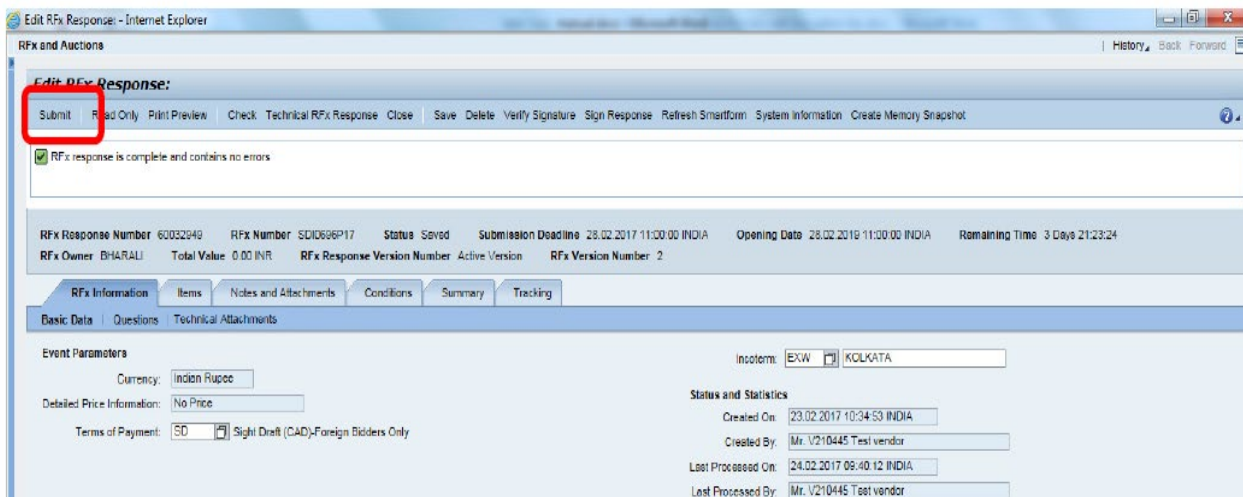 Edit RFx Response: - Internet Explorer
RFx and Auctions
History Back Forward
Edit RFx Response:
Submit Read Only Print Preview Check Technical RFx Response Close Save Delete Verify Signature Sign Response Refresh Smartform System Information Create Memory Snapshot
RFx response is complete and contains no errors
RFx Response Number 60032949 RFx Number SDI0696P17 Status Saved Submission Deadline 28.02.2017 11:00:00 INDIA Opening Date 28.02.2019 11:00:00 INDIA Remaining Time 3 Days 21:23:24
RFx Owner BHARALI Total Value 0.00 INR RFx Response Version Number Active Version RFx Version Number 2
RFx Information Items Notes and Attachments Conditions Summary Tracking
Basic Data Questions Technical Attachments
Event Parameters
Incoterm: EXW KOLKATA
Currency: Indian Rupee
Status and Statistics
Detailed Price Information: No Price
Created On: 23.02.2017 10:34:53 INDIA
Terms of Payment: SD Sight Draft (CAD)-Foreign Bidders Only
Created By: Mr. V210445 Test vendor
Last Processed On: 24.02.2017 09:40:12 INDIA
Last Processed By: Mr. V210445 Test vendor